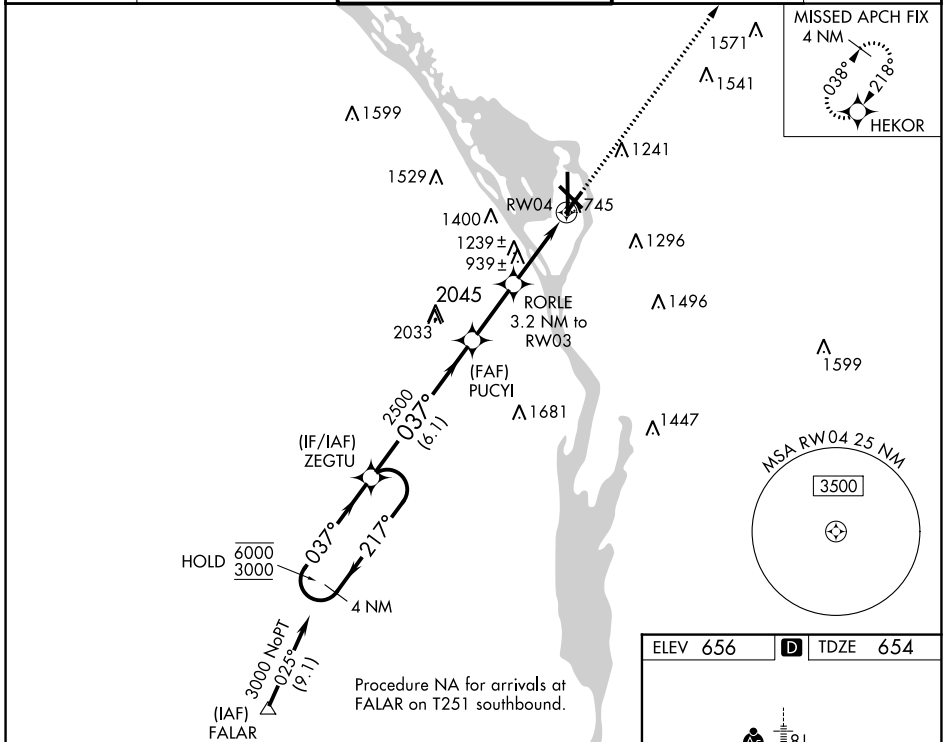 MISSED APCH FIX
4 NM
038°
218°
HEKOR
1571
1541
1599
1241
1529
RW04
745
1400
1239 ±
939 ±
1296
2045
RORLE
3.2 NM to
RW03
1496
2033
(FAF)
PUCYI
1599
2500
037°
(6.1)
1681
1447
(IF/IAF)
ZEGTU
MSA RW04 25 NM
3500
037°
217°
HOLD
6000
3000
4 NM
3000 NoPT
025°
(9.1)
Procedure NA for arrivals at
FALAR on T251 southbound.
(IAF)
FALAR
ELEV 656
D
TDZE 654